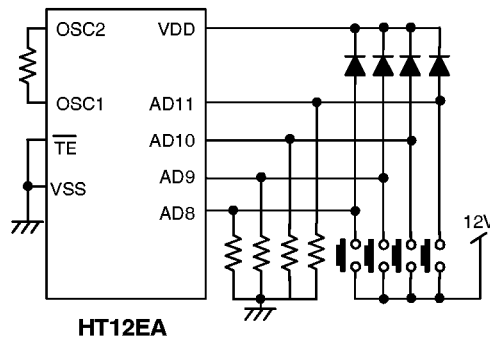 OSC2
VDD
OSC1
AD11
TE
AD10
VSS
AD9
AD8
12V
HT12EA